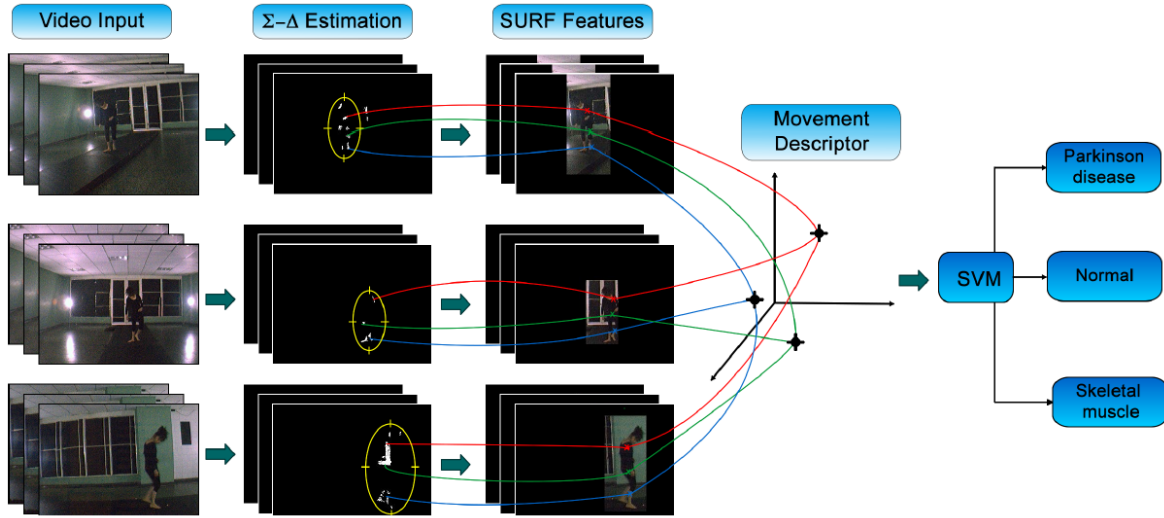 Video Input
Σ–Δ Estimation
SURF Features
Movement
Descriptor
SVM
Parkinson
disease
Normal
Skeletal
muscle